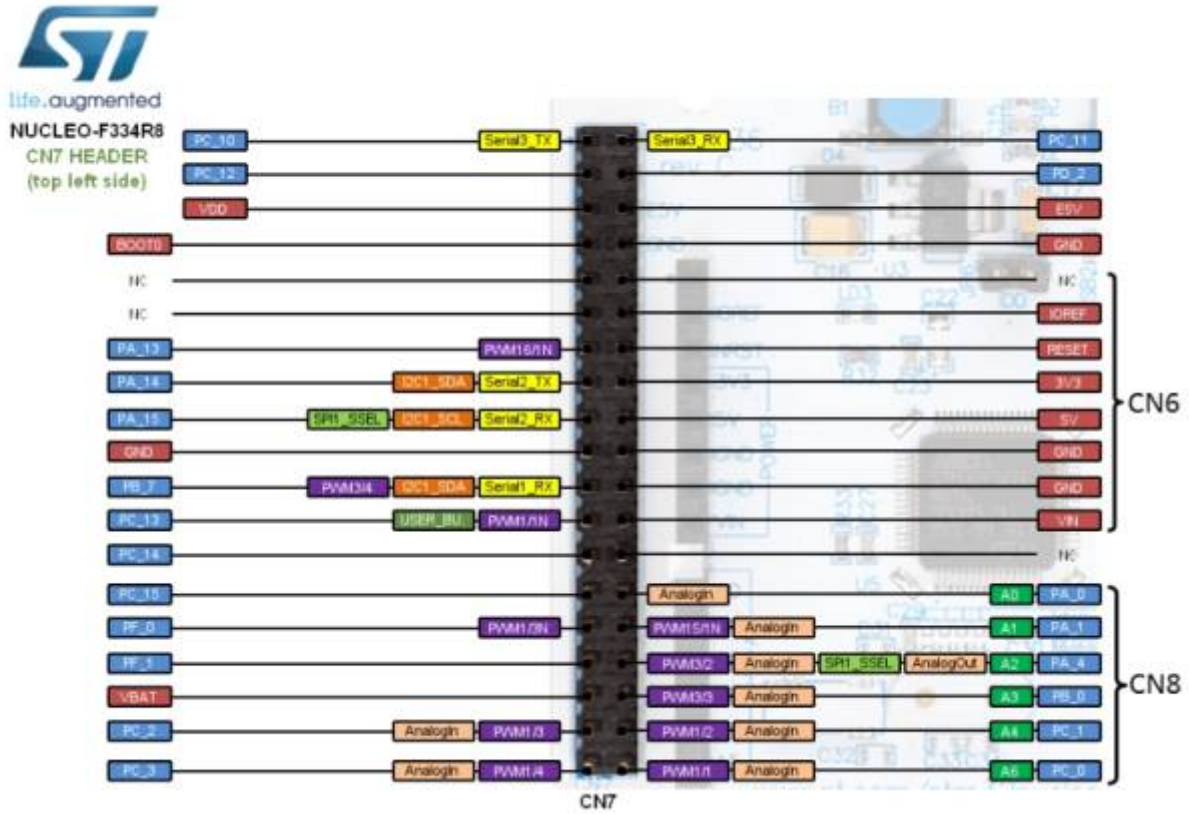 life.augmented
NUCLEO-F334R8
CN7 HEADER
(top left side)
PC_10 Serial3_TX Serial3_RX PC_11
PC_12 PD_2
VDD E5V
BOOT0 GND
NC NC
NC IOREF
PA_13 PWM16/1N RESET
PA_14 I2C1_SDA Serial2_TX 3V3
PA_15 SPI1_SSEL I2C1_SCL Serial2_RX 5V
CN6
GND GND
PB_7 PWM3/4 I2C1_SDA Serial1_RX GND
PC_13 USER_BU PWM1/1N VIN
PC_14 NC
PC_15 AnalogIn A0 PA_0
PF_0 PWM1/3N PWM15/1N AnalogIn A1 PA_1
PF_1 PWM3/2 AnalogIn SPI1_SSEL AnalogOut A2 PA_4
CN8
VBAT PWM3/3 AnalogIn A3 PB_0
PC_2 AnalogIn PWM1/3 PWM1/2 AnalogIn A4 PC_1
PC_3 AnalogIn PWM1/4 PWM1/1 AnalogIn PC_0
CN7